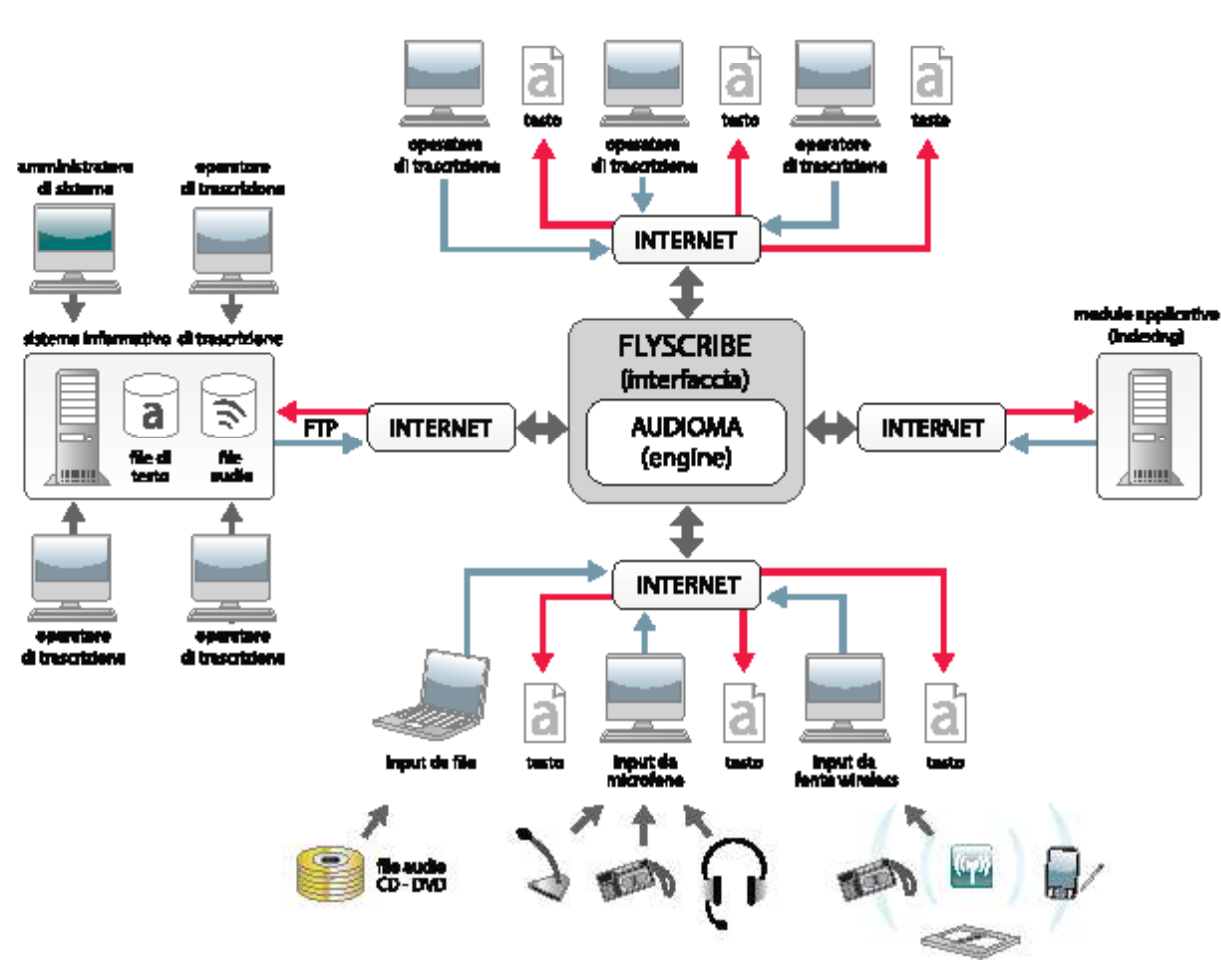 testo
testo
testo
operatore
di trascrizione
operatore
di trascrizione
operatore
di trascrizione
amministratore
di sistema
operatore
di trascrizione
INTERNET
sistema informativo di trascrizione
FLYSCRIBE
(interfaccia)
AUDIOMA
(engine)
modulo applicativo
(indexing)
a
file di
testo
file
audio
FTP
INTERNET
INTERNET
INTERNET
operatore
di trascrizione
operatore
di trascrizione
input da file
testo
input da
microfono
testo
input da
fonte wireless
testo
file audio
CD - DVD